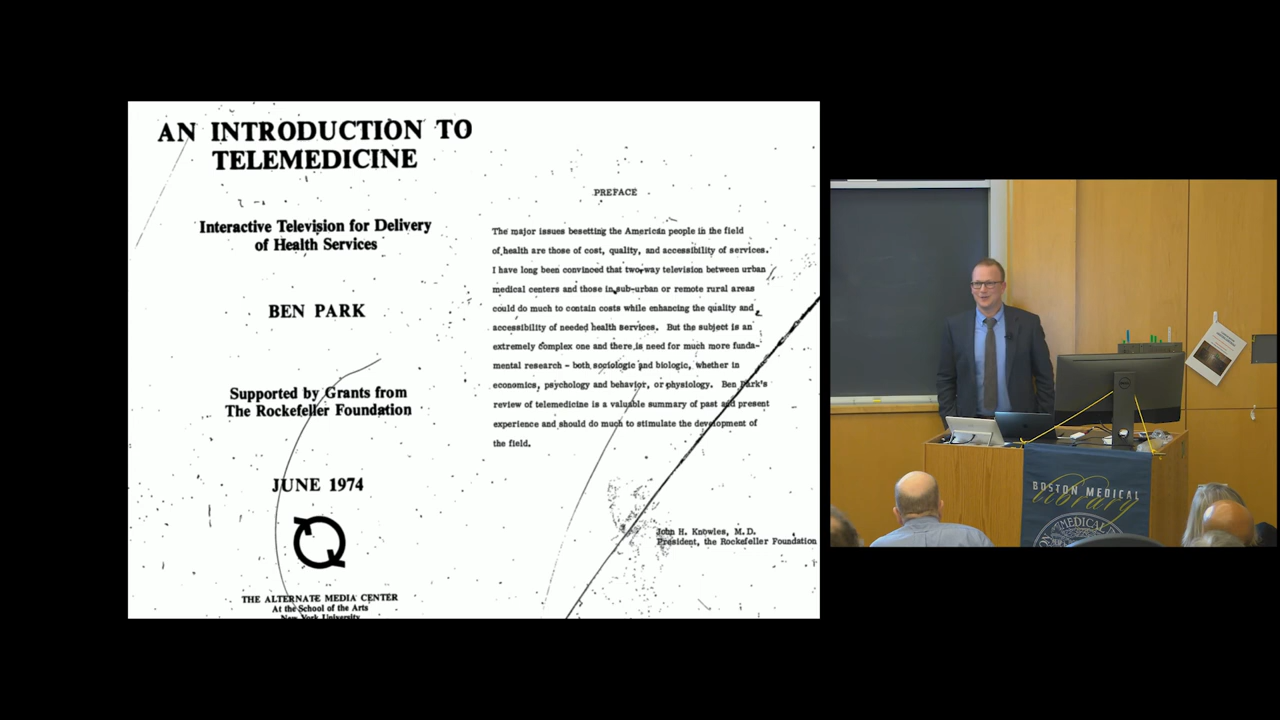 AN INTRODUCTION TO
TELEMEDICINE
Interactive Television for Delivery
of Health Services
BEN PARK
Supported by Grants from
The Rockefeller Foundation
JUNE 1974
THE ALTERNATE MEDIA CENTER
At the School of the Arts
New York University
PREFACE
The major issues besetting the American people in the field
of health are those of cost, quality, and accessibility of services.
I have long been convinced that two-way television between urban
medical centers and those in sub-urban or remote rural areas
could do much to contain costs while enhancing the quality and
accessibility of needed health services. But the subject is an
extremely complex one and there is need for much more funda-
mental research - both sociologic and biologic, whether in
economics, psychology and behavior, or physiology. Ben Park's
review of telemedicine is a valuable summary of past and present
experience and should do much to stimulate the development of
the field.
John H. Knowles, M.D.
President, the Rockefeller Foundation
DELL
BOSTON MEDICAL
library
MEDICAL